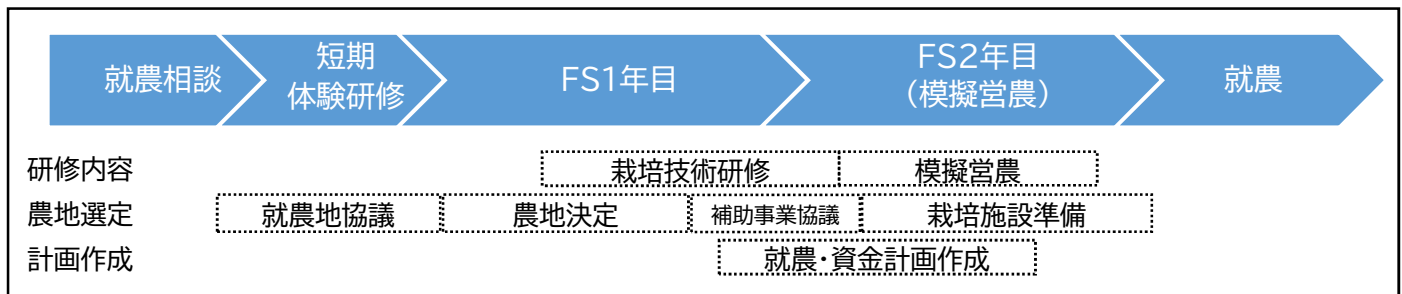 就農相談
短期
体験研修
FS1年目
FS2年目
（模擬営農）
就農
研修内容
栽培技術研修
模擬営農
農地選定
就農地協議
農地決定
補助事業協議
栽培施設準備
計画作成
就農・資金計画作成